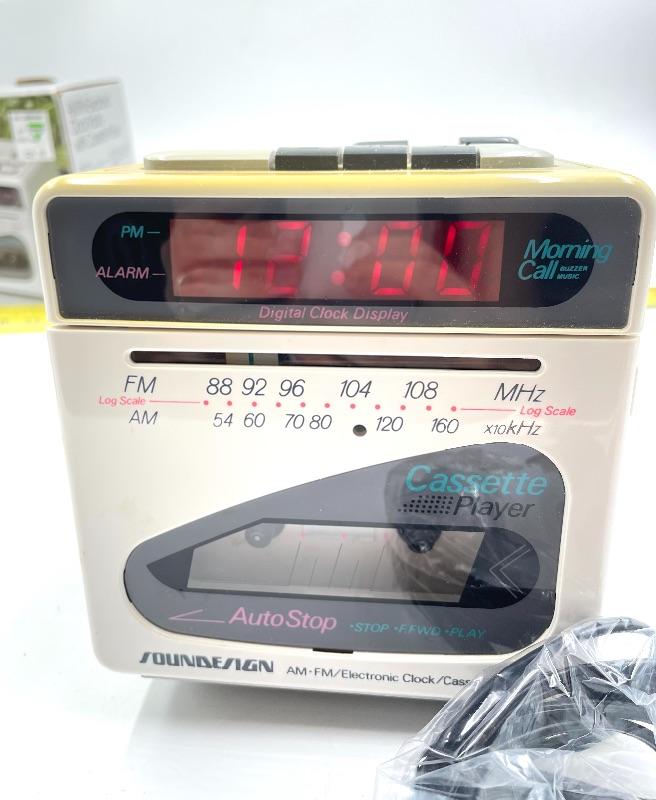 PM
12:00
Morning
Call BUZZER
MUSIC
ALARM
Digital Clock Display
FM 88 92 96 104 108 MHz
Log Scale Log Scale
AM 54 60 70 80 120 160 x10kHz
Cassette
Player
AutoStop •STOP •F.FWD •PLAY
SOUNDESIGN AM•FM/Electronic Clock/Cass